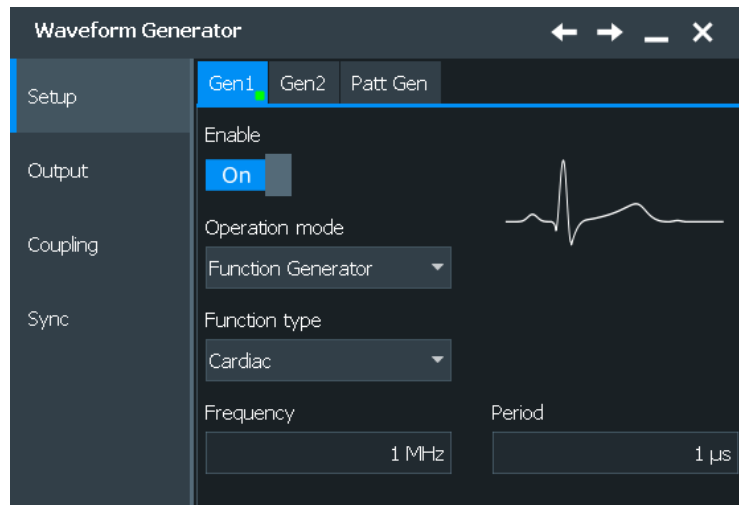 Waveform Generator
Setup
Output
Coupling
Sync
Gen1 Gen2 Patt Gen
Enable
On
Operation mode
Function Generator
Function type
Cardiac
Frequency Period
1 MHz 1 µs